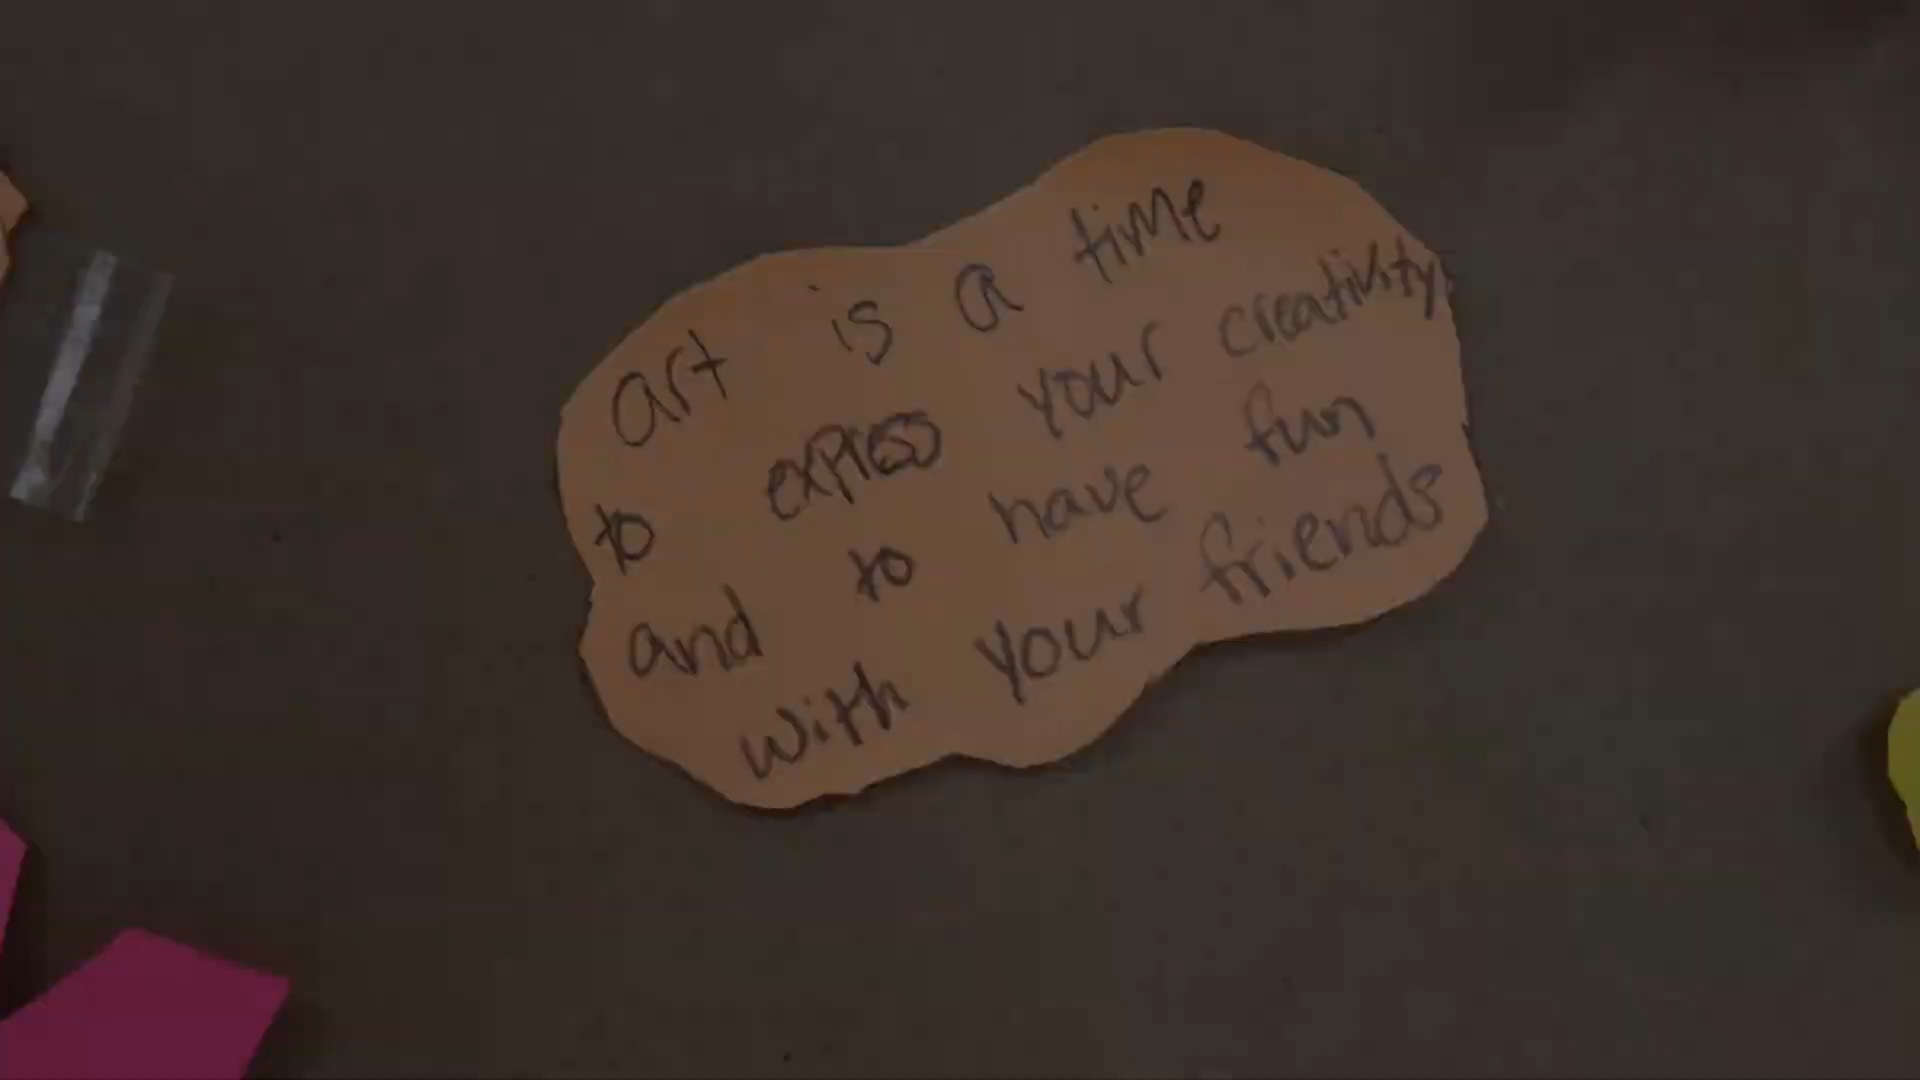 art is a time
to express your creativity,
and to have fun
with your friends